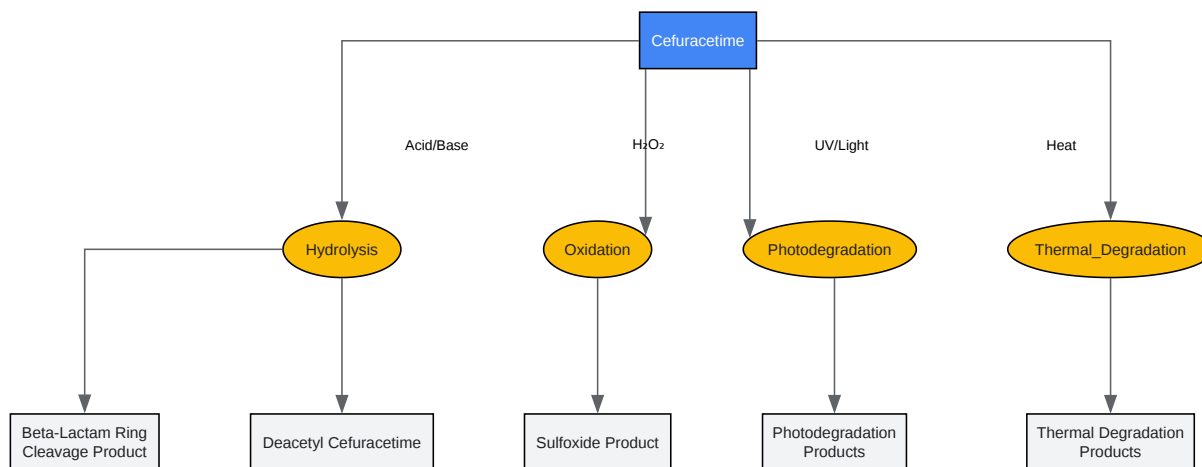 Cefuracetime
Acid/Base
H₂O₂
UV/Light
Heat
Hydrolysis
Oxidation
Photodegradation
Thermal_Degradation
Beta-Lactam Ring
Cleavage Product
Deacetyl Cefuracetime
Sulfoxide Product
Photodegradation
Products
Thermal Degradation
Products